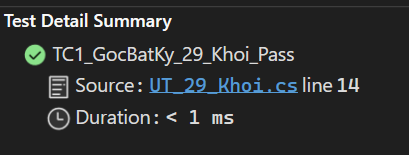 Test Detail Summary
TC1_GocBatKy_29_Khoi_Pass
Source: UT_29_Khoi.cs line 14
Duration: < 1 ms